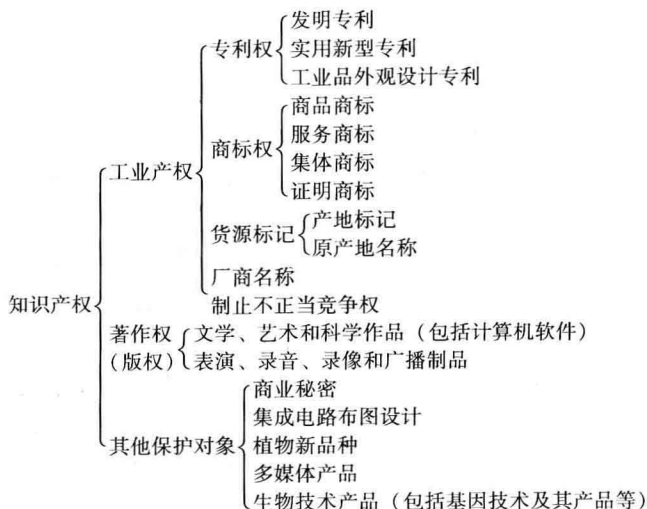 发明专利
专利权
实用新型专利
工业品外观设计专利
商品商标
服务商标
商标权
集体商标
工业产权
证明商标
产地标记
货源标记
原产地名称
厂商名称
知识产权
制止不正当竞争权
著作权
文学、艺术和科学作品（包括计算机软件）
（版权）
表演、录音、录像和广播制品
商业秘密
集成电路布图设计
其他保护对象
植物新品种
多媒体产品
生物技术产品（包括基因技术及其产品等）